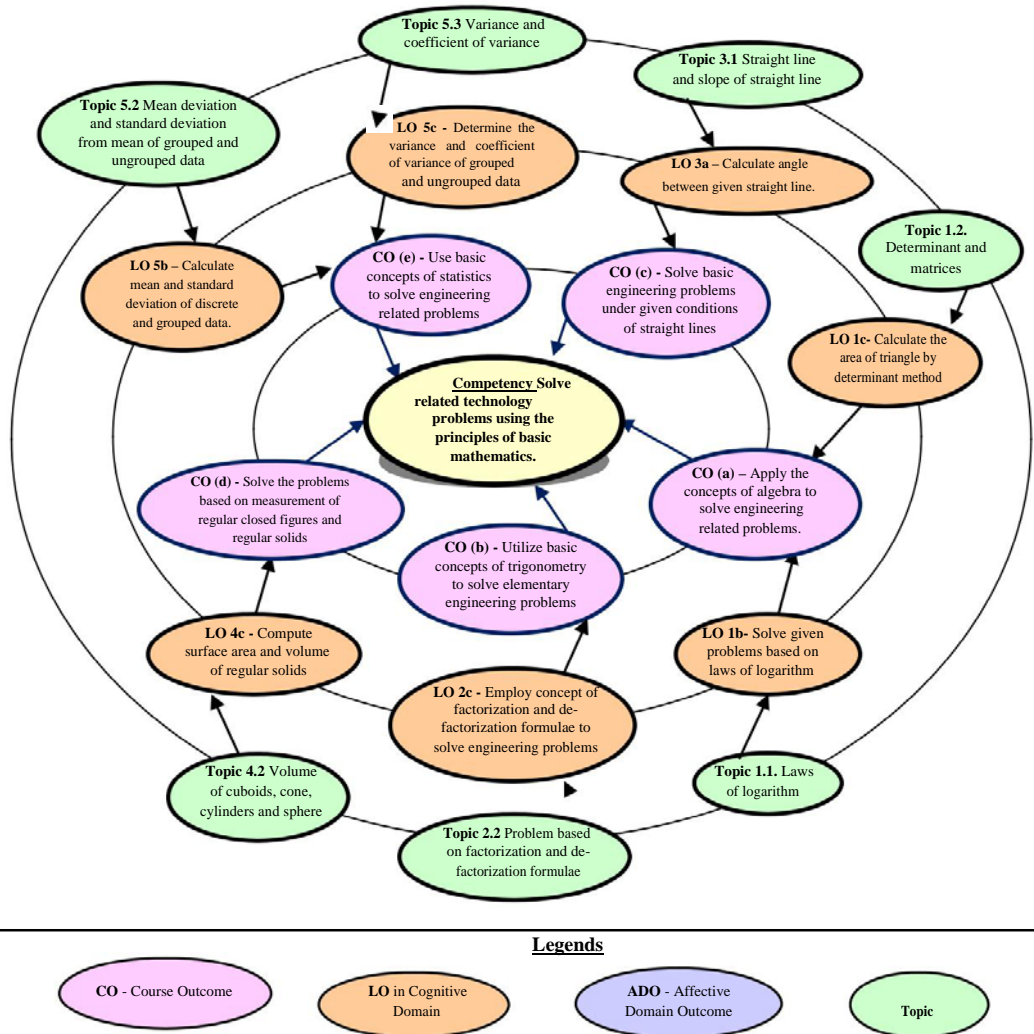 Topic 5.3 Variance and
coefficient of variance
Topic 3.1 Straight line
and slope of straight line
Topic 5.2 Mean deviation
and standard deviation
from mean of grouped and
ungrouped data
LO 5c - Determine the
variance and coefficient
of variance of grouped
and ungrouped data
LO 3a – Calculate angle
between given straight line.
Topic 1.2.
Determinant and
matrices
LO 5b – Calculate
mean and standard
deviation of discrete
and grouped data.
CO (e) - Use basic
concepts of statistics
to solve engineering
related problems
CO (c) - Solve basic
engineering problems
under given conditions
of straight lines
LO 1c- Calculate the
area of triangle by
determinant method
Competency Solve
related technology
problems using the
principles of basic
mathematics.
CO (d) - Solve the problems
based on measurement of
regular closed figures and
regular solids
CO (a) – Apply the
concepts of algebra to
solve engineering
related problems.
CO (b) - Utilize basic
concepts of trigonometry
to solve elementary
engineering problems
LO 4c - Compute
surface area and volume
of regular solids
LO 1b- Solve given
problems based on
laws of logarithm
LO 2c - Employ concept of
factorization and de-
factorization formulae to
solve engineering problems
Topic 4.2 Volume
of cuboids, cone,
cylinders and sphere
Topic 1.1. Laws
of logarithm
Topic 2.2 Problem based
on factorization and de-
factorization formulae
Legends
CO - Course Outcome
LO in Cognitive
Domain
ADO - Affective
Domain Outcome
Topic